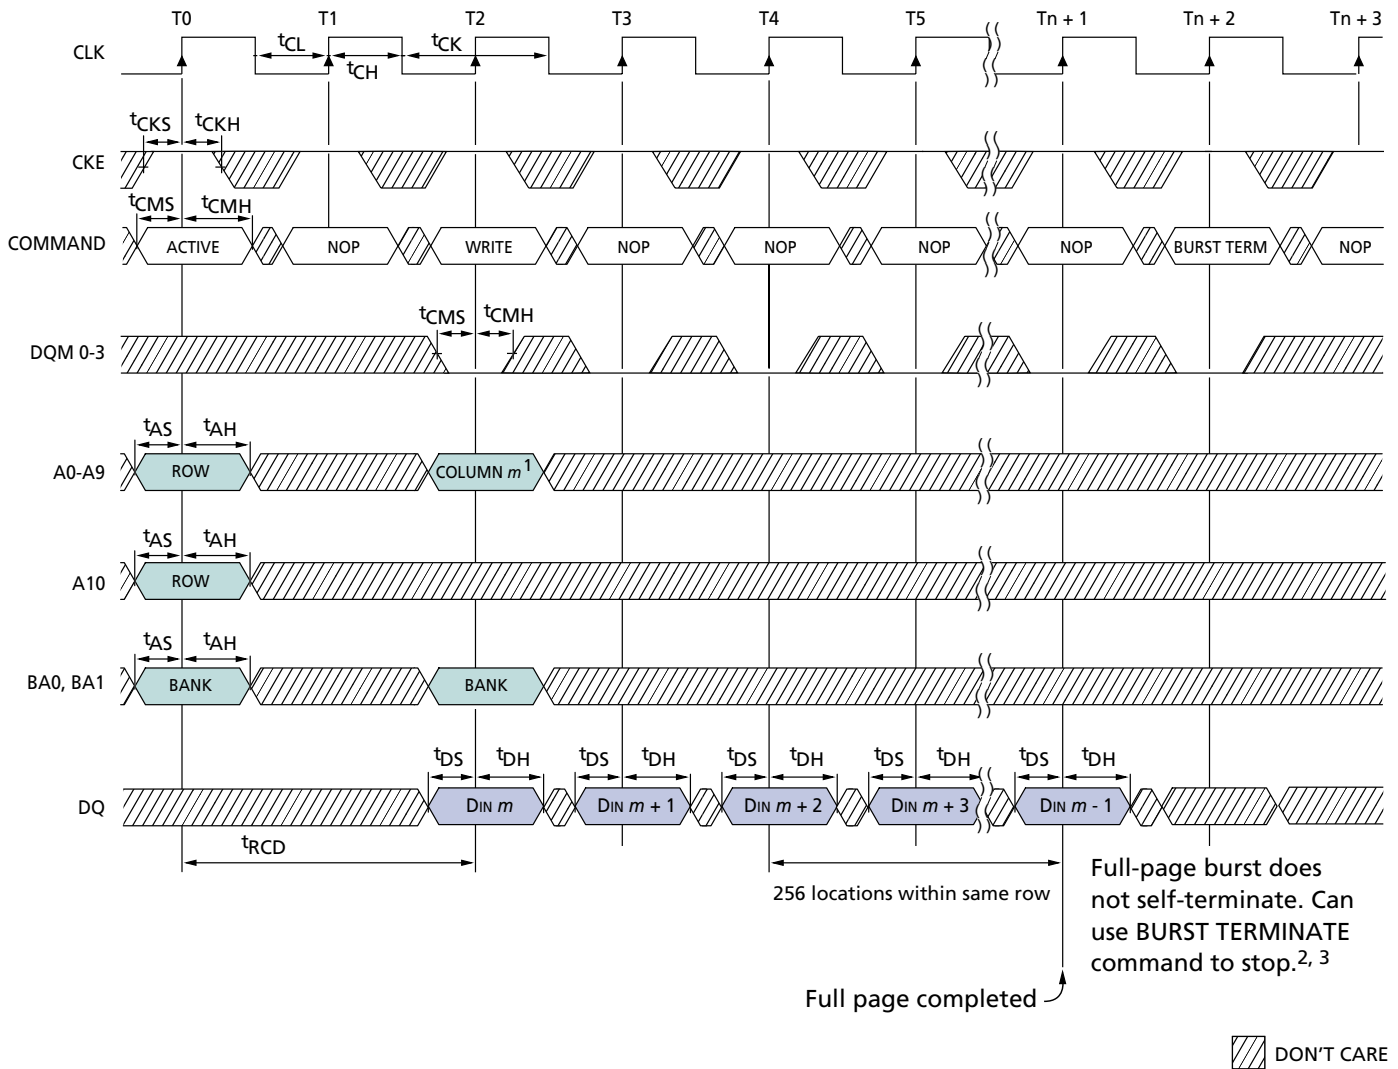 T0 T1 T2 T3 T4 T5 Tn + 1 Tn + 2 Tn + 3
CLK
tCL tCK
tCH
tCKS tCKH
CKE
tCMS tCMH
COMMAND ACTIVE NOP WRITE NOP NOP NOP NOP BURST TERM NOP
tCMS tCMH
DQM 0-3
tAS tAH
A0-A9 ROW COLUMN m1
tAS tAH
A10 ROW
tAS tAH
BA0, BA1 BANK BANK
tDS tDH tDS tDH tDS tDH tDS tDH tDS tDH
DQ DIN m DIN m + 1 DIN m + 2 DIN m + 3 DIN m - 1
tRCD
256 locations within same row
Full-page burst does
not self-terminate. Can
use BURST TERMINATE
command to stop.2, 3
Full page completed
DON'T CARE